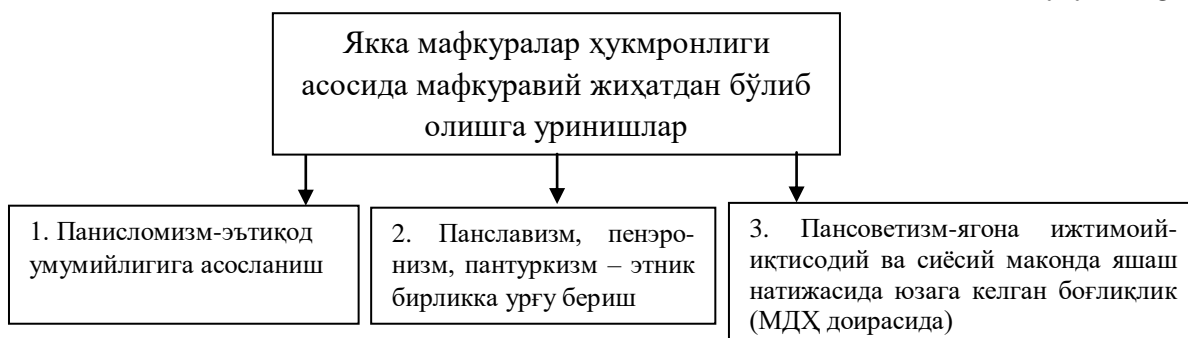 Якка мафкуралар ҳукмронлиги
асосида мафкуравий жиҳатдан бўлиб
олишга уринишлар
1. Панисломизм-эътиқод
умумийлигига асосланиш
2. Панславизм, пенэро-
низм, пантуркизм – этник
бирликка урғу бериш
3. Пансоветизм-ягона ижтимоий-
иқтисодий ва сиёсий маконда яшаш
натижасида юзага келган боғлиқлик
(МДҲ доирасида)